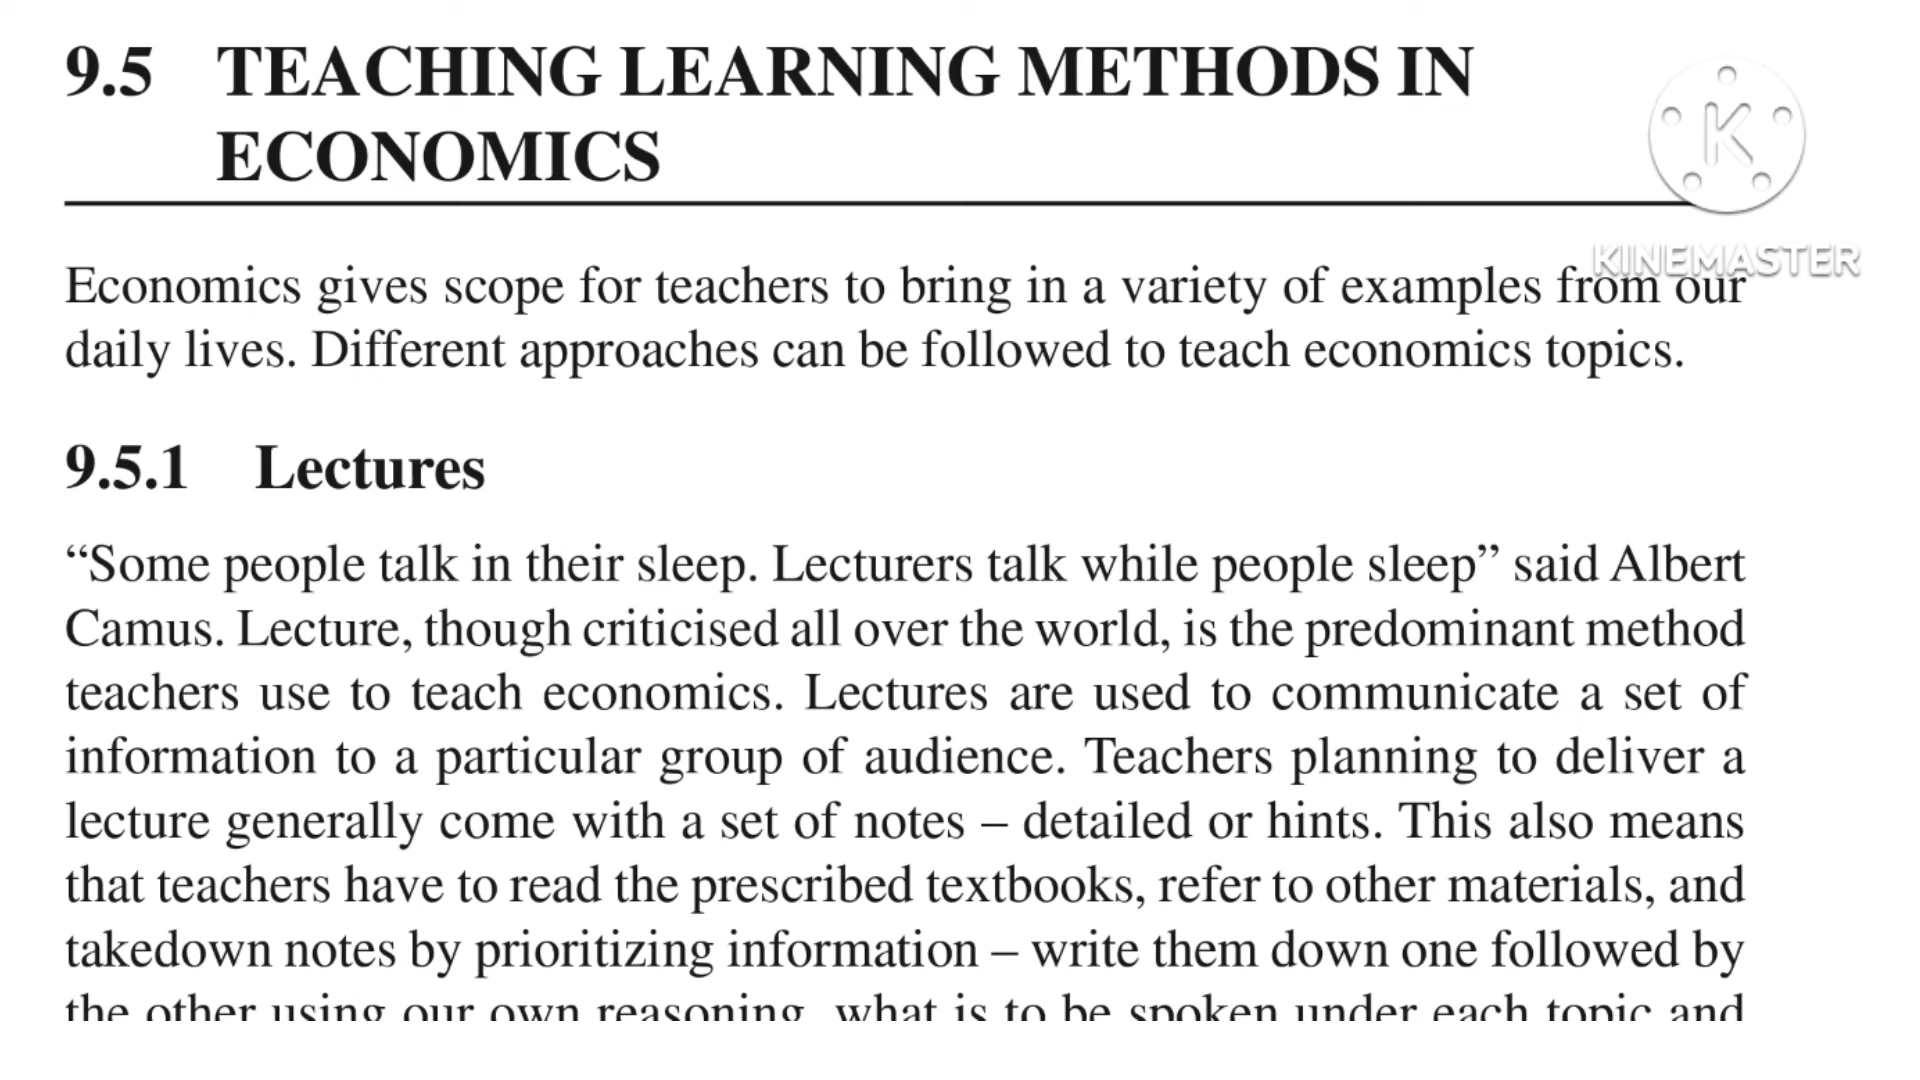 9.5 TEACHING LEARNING METHODS IN
ECONOMICS
K
KINEMASTER
Economics gives scope for teachers to bring in a variety of examples from our
daily lives. Different approaches can be followed to teach economics topics.
9.5.1 Lectures
“Some people talk in their sleep. Lecturers talk while people sleep” said Albert
Camus. Lecture, though criticised all over the world, is the predominant method
teachers use to teach economics. Lectures are used to communicate a set of
information to a particular group of audience. Teachers planning to deliver a
lecture generally come with a set of notes – detailed or hints. This also means
that teachers have to read the prescribed textbooks, refer to other materials, and
takedown notes by prioritizing information – write them down one followed by
the other using our own reasoning, what is to be spoken under each topic and